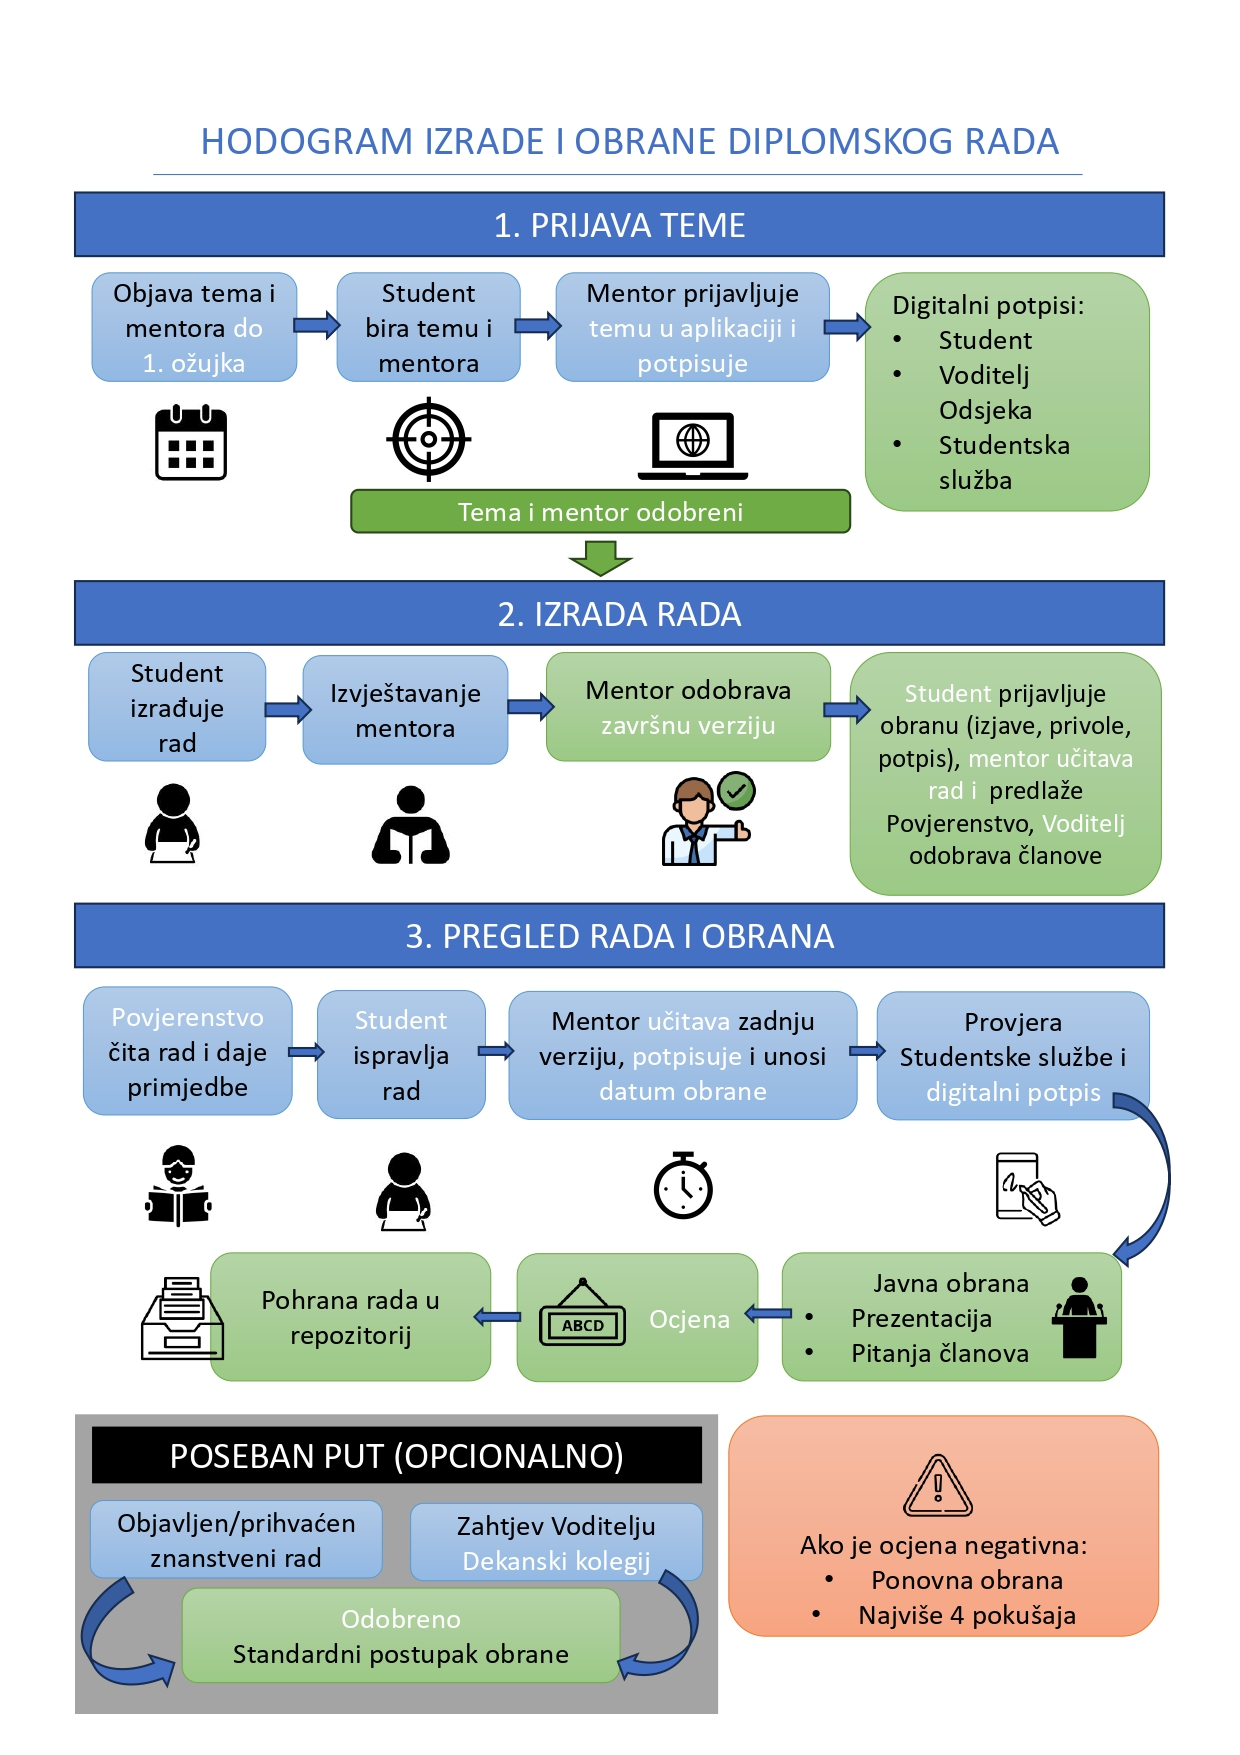 HODOGRAM IZRADE I OBRANE DIPLOMSKOG RADA
1. PRIJAVA TEME
Objava tema i
mentora do
1. ožujka
Student
bira temu i
mentora
Mentor prijavljuje
temu u aplikaciji i
potpisuje
Digitalni potpisi:
• Student
• Voditelj
Odsjeka
• Studentska
služba
Tema i mentor odobreni
2. IZRADA RADA
Student
izrađuje
rad
Izvještavanje
mentora
Mentor odobrava
završnu verziju
Student prijavljuje
obranu (izjave, privole,
potpis), mentor učitava
rad i predlaže
Povjerenstvo, Voditelj
odobrava članove
3. PREGLED RADA I OBRANA
Povjerenstvo
čita rad i daje
primjedbe
Student
ispravlja
rad
Mentor učitava zadnju
verziju, potpisuje i unosi
datum obrane
Provjera
Studentske službe i
digitalni potpis
Javna obrana
• Prezentacija
• Pitanja članova
ABCD
Ocjena
Pohrana rada u
repozitorij
POSEBAN PUT (OPCIONALNO)
Objavljen/prihvaćen
znanstveni rad
Zahtjev Voditelju
Dekanski kolegij
Odobreno
Standardni postupak obrane
Ako je ocjena negativna:
• Ponovna obrana
• Najviše 4 pokušaja